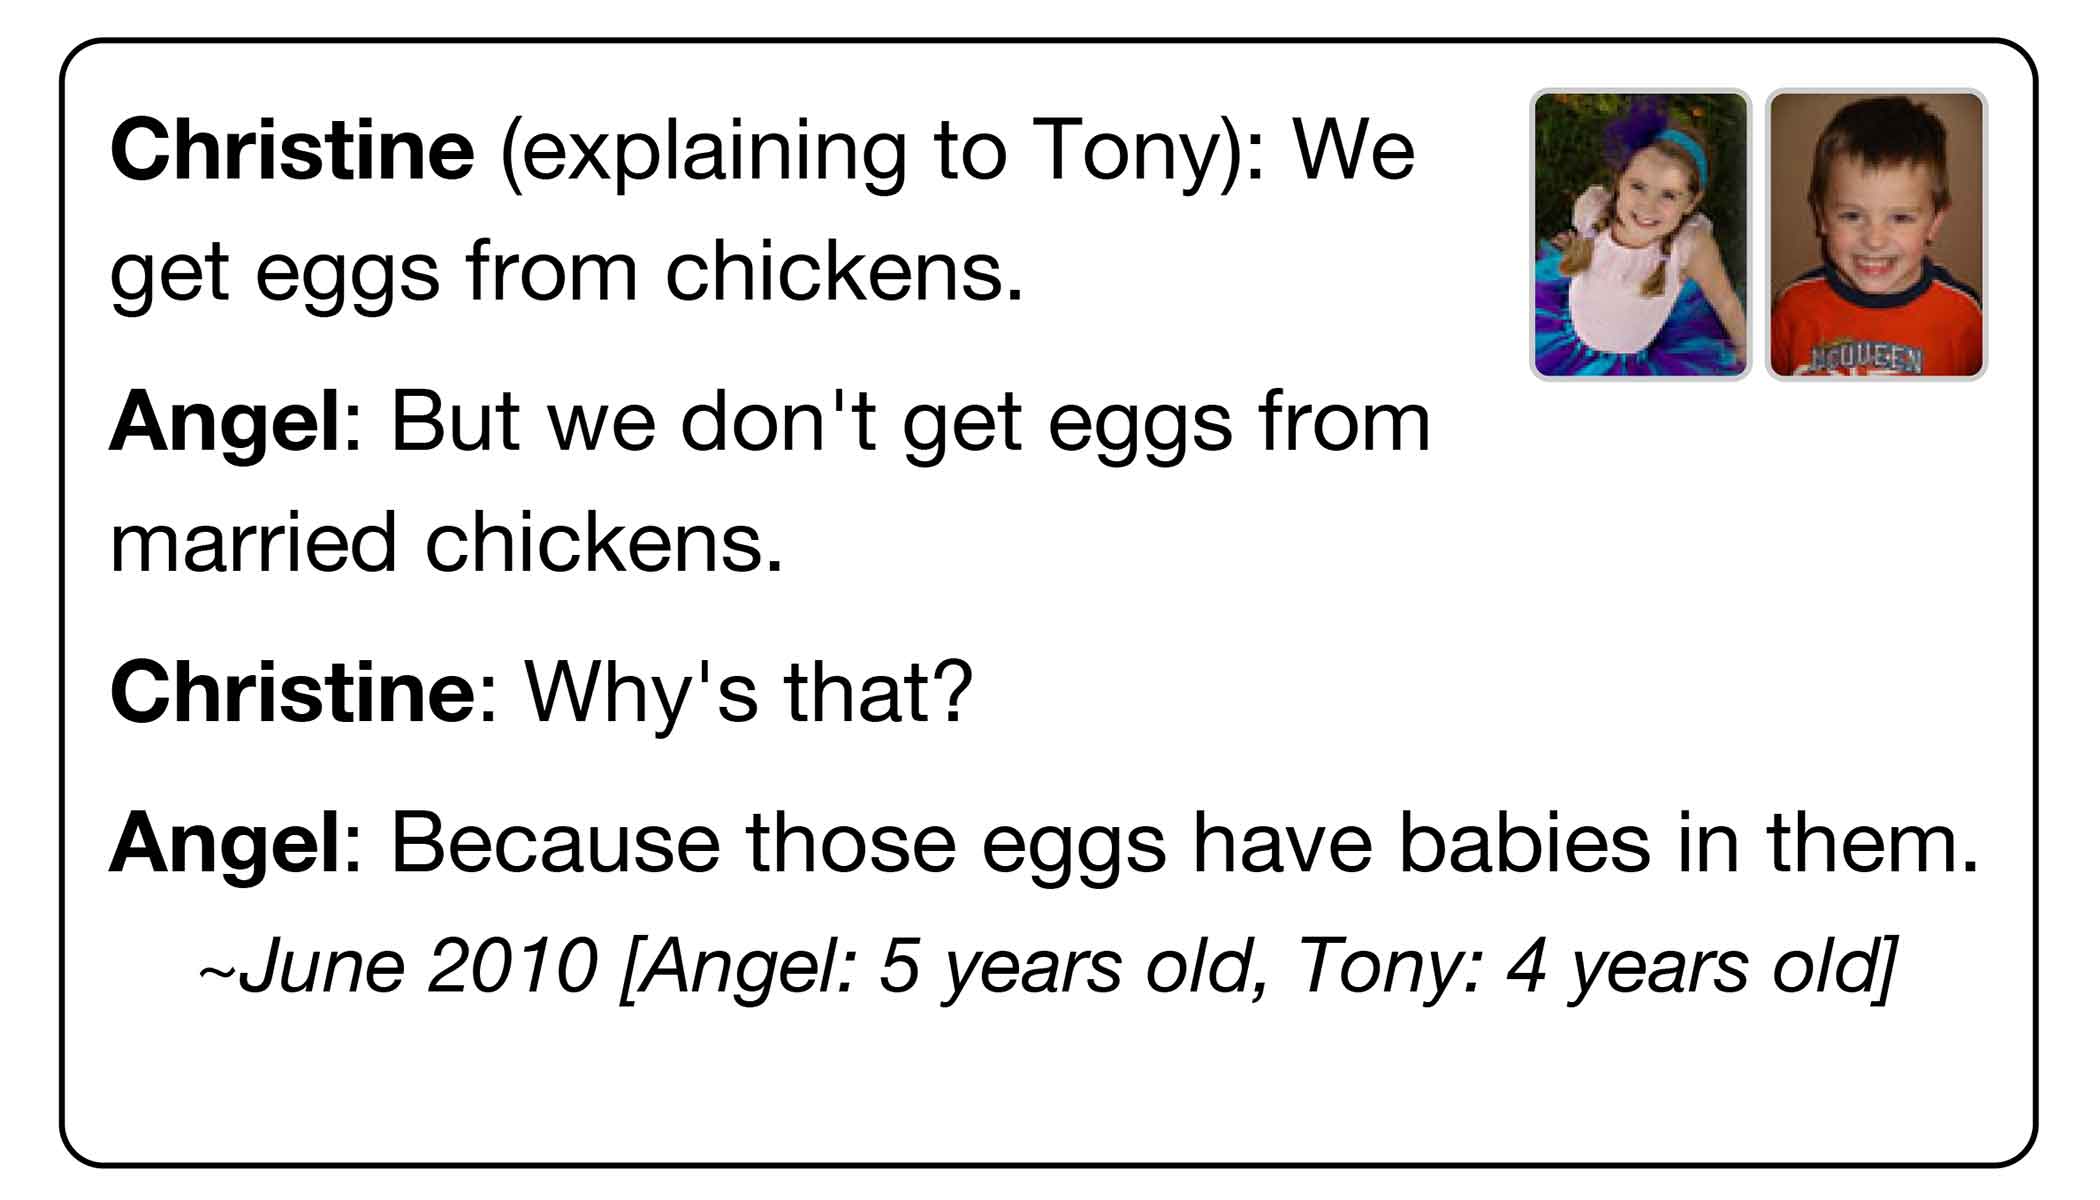 Christine (explaining to Tony): We
get eggs from chickens.
Angel: But we don't get eggs from
married chickens.
Christine: Why's that?
Angel: Because those eggs have babies in them.
~June 2010 [Angel: 5 years old, Tony: 4 years old]
MCQUEEN